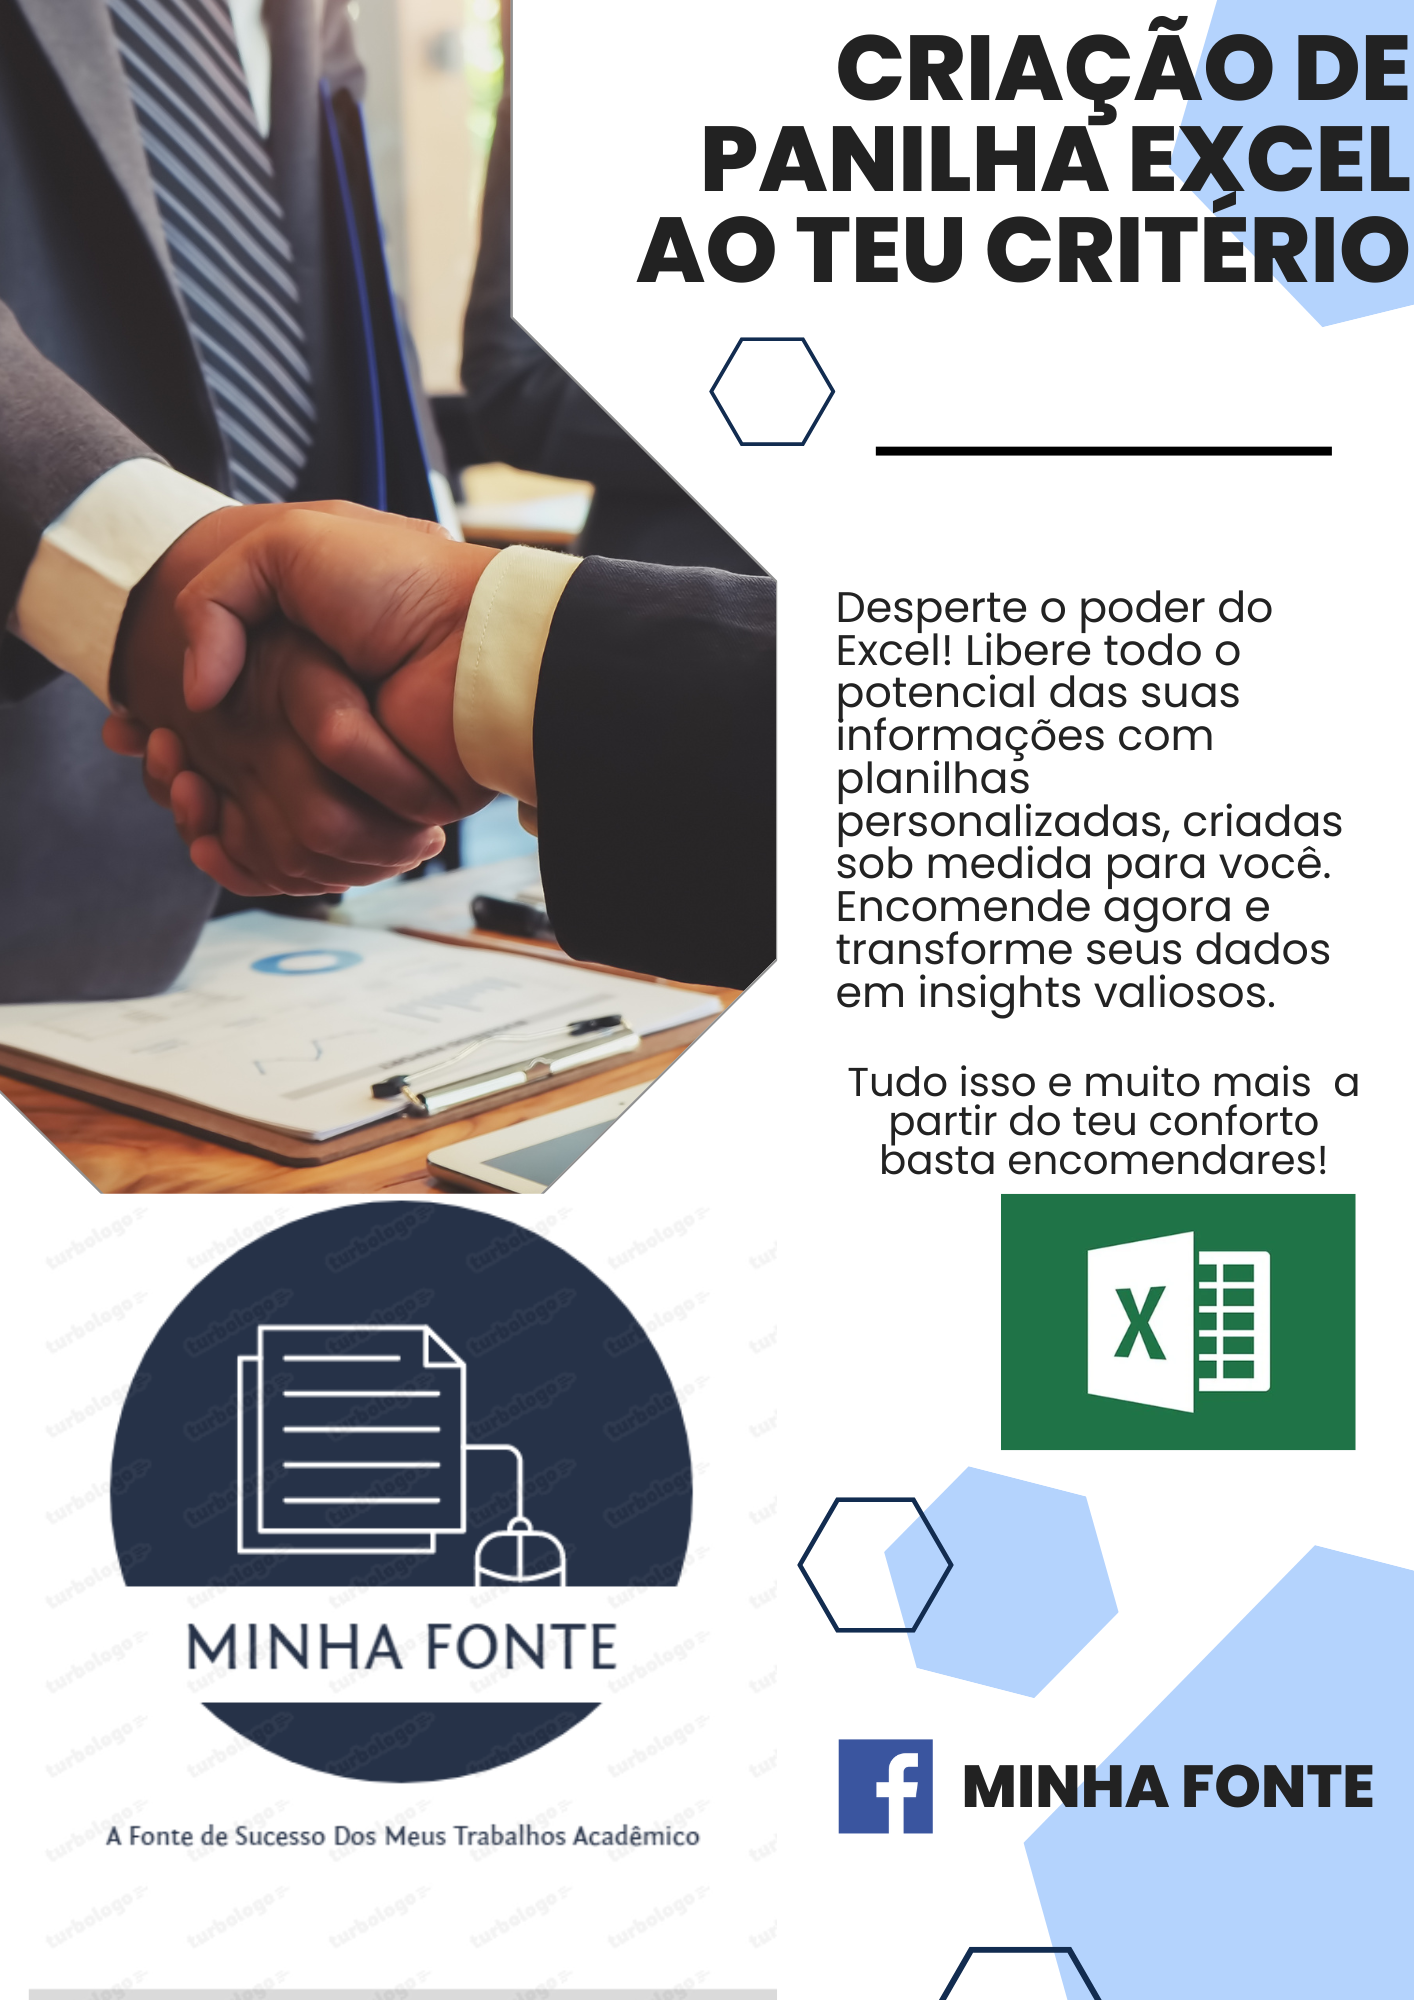 CRIAÇÃO DE
PANILHA EXCEL
AO TEU CRITÉRIO
Desperte o poder do
Excel! Libere todo o
potencial das suas
informações com
planilhas
personalizadas, criadas
sob medida para você.
Encomende agora e
transforme seus dados
em insights valiosos.
Tudo isso e muito mais a
partir do teu conforto
basta encomendares!
X
MINHA FONTE
A Fonte de Sucesso Dos Meus Trabalhos Acadêmico
f MINHA FONTE
turbologo